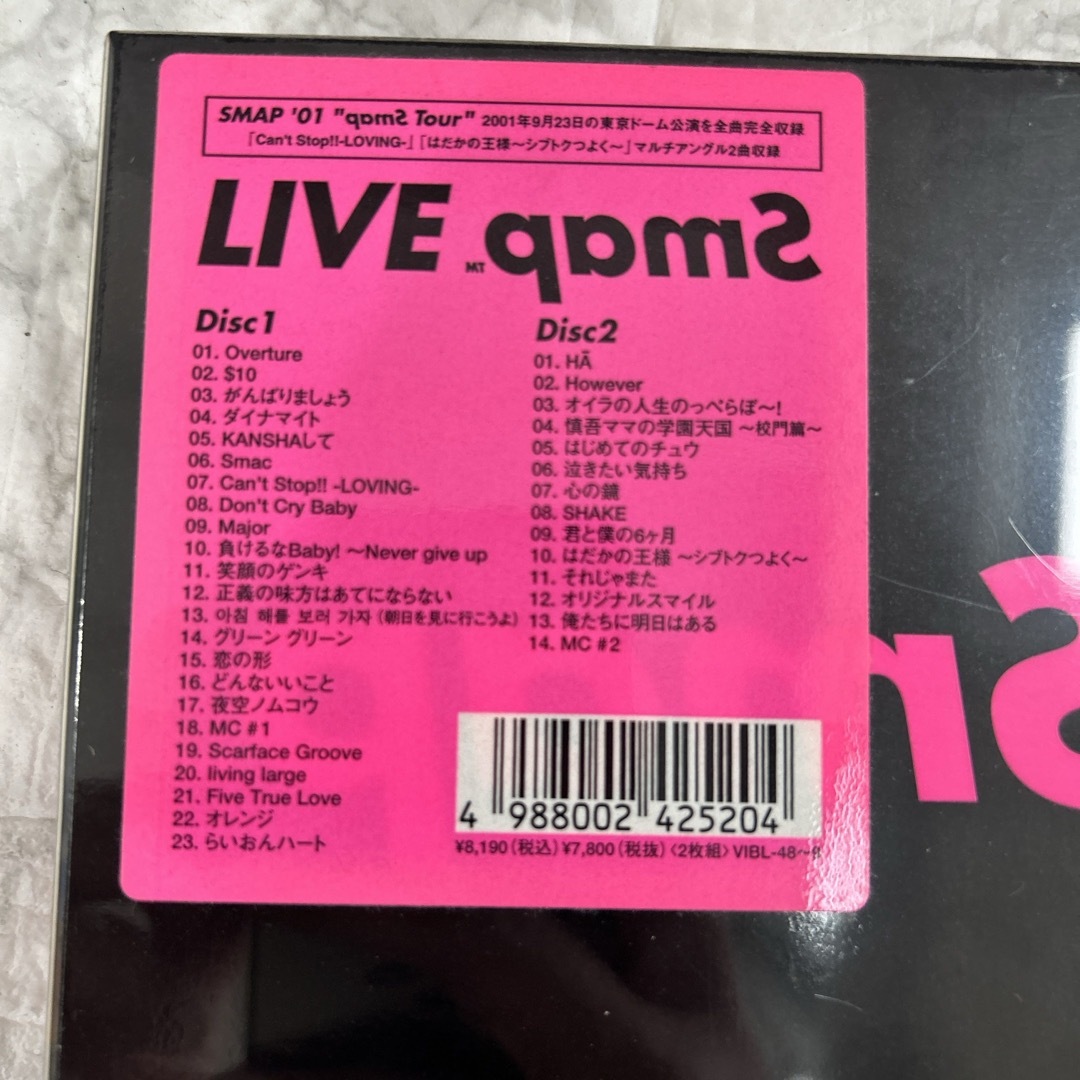 SMAP '01 "Smap Tour" 2001年9月23日の東京ドーム公演を全曲完全収録
「Can't Stop!!-LOVING-」「はだかの王様〜シブトクつよく〜」マルチアングル2曲収録
LIVE Smap™
Disc1
01. Overture
02. $10
03. がんばりましょう
04. ダイナマイト
05. KANSHAして
06. Smac
07. Can't Stop!! -LOVING-
08. Don't Cry Baby
09. Major
10. 負けるなBaby! 〜Never give up
11. 笑顔のゲンキ
12. 正義の味方はあてにならない
13. 아침 해를 보러 가자 (朝日を見に行こうよ)
14. グリーン グリーン
15. 恋の形
16. どんないいこと
17. 夜空ノムコウ
18. MC #1
19. Scarface Groove
20. living large
21. Five True Love
22. オレンジ
23. らいおんハート
Disc2
01. HĀ
02. However
03. オイラの人生のっぺらぼ〜!
04. 慎吾ママの学園天国 〜校門篇〜
05. はじめてのチュウ
06. 泣きたい気持ち
07. 心の鏡
08. SHAKE
09. 君と僕の6ヶ月
10. はだかの王様 〜シブトクつよく〜
11. それじゃまた
12. オリジナルスマイル
13. 俺たちに明日はある
14. MC #2
4 988002 425204
¥8,190(税込)¥7,800(税抜)〈2枚組〉VIBL-48〜
Sm